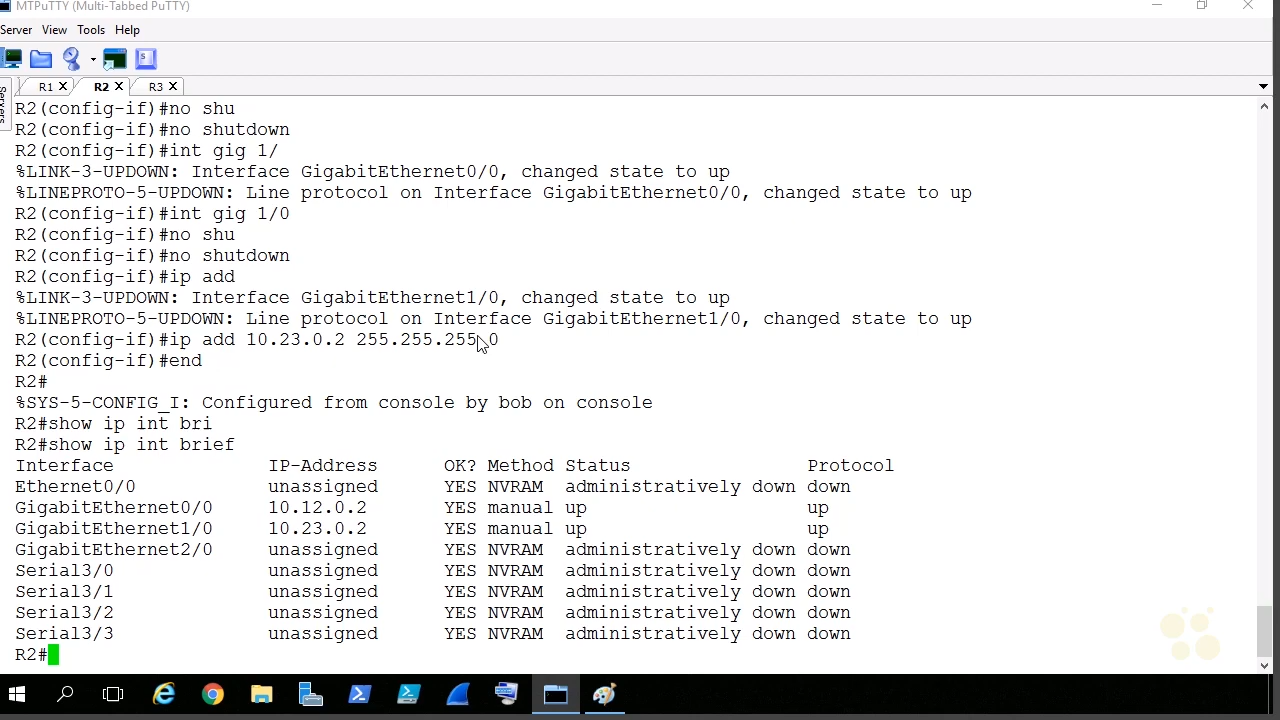 MTPuTTY (Multi-Tabbed PuTTY)
Server View Tools Help
R1 R2 R3
Servers
R2(config-if)#no shu
R2(config-if)#no shutdown
R2(config-if)#int gig 1/
%LINK-3-UPDOWN: Interface GigabitEthernet0/0, changed state to up
%LINEPROTO-5-UPDOWN: Line protocol on Interface GigabitEthernet0/0, changed state to up
R2(config-if)#int gig 1/0
R2(config-if)#no shu
R2(config-if)#no shutdown
R2(config-if)#ip add
%LINK-3-UPDOWN: Interface GigabitEthernet1/0, changed state to up
%LINEPROTO-5-UPDOWN: Line protocol on Interface GigabitEthernet1/0, changed state to up
R2(config-if)#ip add 10.23.0.2 255.255.255.0
R2(config-if)#end
R2#
%SYS-5-CONFIG_I: Configured from console by bob on console
R2#show ip int bri
R2#show ip int brief
Interface IP-Address OK? Method Status Protocol
Ethernet0/0 unassigned YES NVRAM administratively down down
GigabitEthernet0/0 10.12.0.2 YES manual up up
GigabitEthernet1/0 10.23.0.2 YES manual up up
GigabitEthernet2/0 unassigned YES NVRAM administratively down down
Serial3/0 unassigned YES NVRAM administratively down down
Serial3/1 unassigned YES NVRAM administratively down down
Serial3/2 unassigned YES NVRAM administratively down down
Serial3/3 unassigned YES NVRAM administratively down down
R2#